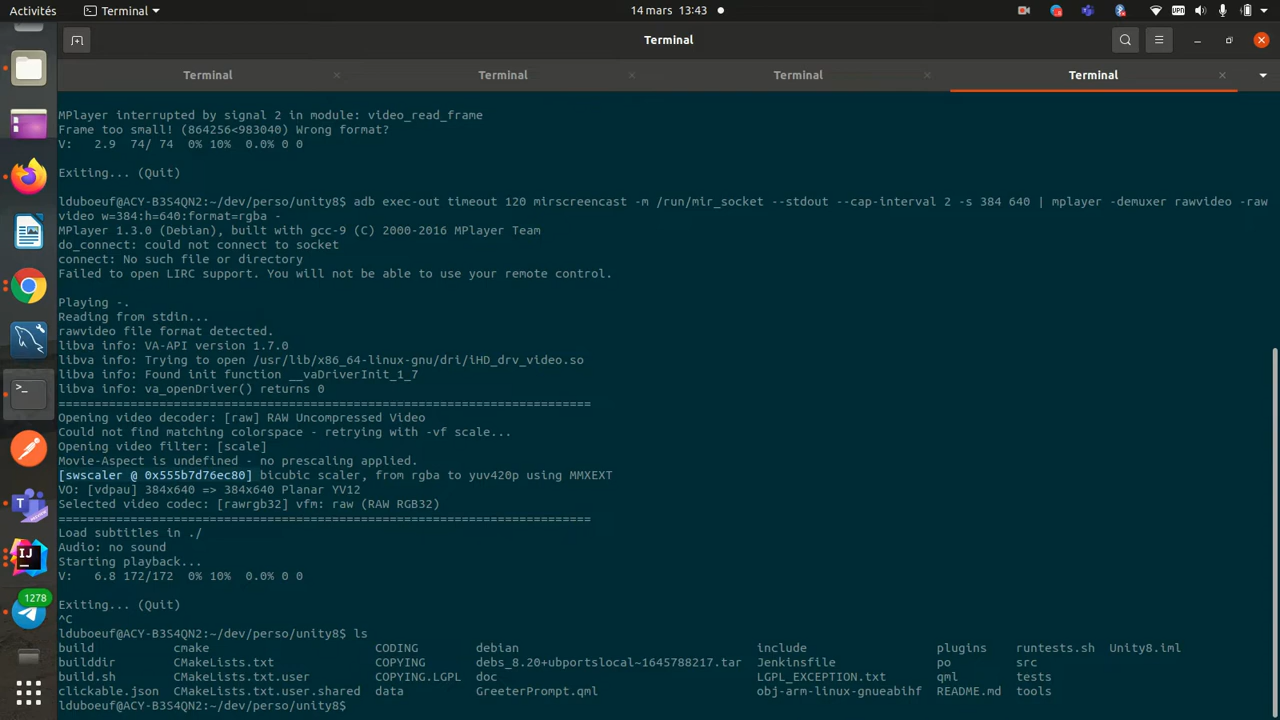 Activités
Terminal
14 mars 13:43
JPD
Terminal
Terminal
Terminal
Terminal
Terminal
MPlayer interrupted by signal 2 in module: video_read_frame
Frame too small! (864256<983040) Wrong format?
V:   2.9  74/ 74  0% 10%  0.0% 0 0
Exiting... (Quit)
lduboeuf@ACY-B3S4QN2:~/dev/perso/unity8$ adb exec-out timeout 120 mirscreencast -m /run/mir_socket --stdout --cap-interval 2 -s 384 640 | mplayer -demuxer rawvideo -raw
video w=384:h=640:format=rgba -
MPlayer 1.3.0 (Debian), built with gcc-9 (C) 2000-2016 MPlayer Team
do_connect: could not connect to socket
connect: No such file or directory
Failed to open LIRC support. You will not be able to use your remote control.
Playing -.
Reading from stdin...
rawvideo file format detected.
libva info: VA-API version 1.7.0
libva info: Trying to open /usr/lib/x86_64-linux-gnu/dri/iHD_drv_video.so
libva info: Found init function __vaDriverInit_1_7
libva info: va_openDriver() returns 0
==========================================================================
Opening video decoder: [raw] RAW Uncompressed Video
Could not find matching colorspace - retrying with -vf scale...
Opening video filter: [scale]
Movie-Aspect is undefined - no prescaling applied.
[swscaler @ 0x555b7d76ec80] bicubic scaler, from rgba to yuv420p using MMXEXT
VO: [vdpau] 384x640 => 384x640 Planar YV12
Selected video codec: [rawrgb32] vfm: raw (RAW RGB32)
==========================================================================
Load subtitles in ./
Audio: no sound
Starting playback...
V:   6.8 172/172  0% 10%  0.0% 0 0
Exiting... (Quit)
^C
lduboeuf@ACY-B3S4QN2:~/dev/perso/unity8$ ls
build cmake CODING debian include plugins runtests.sh Unity8.iml
builddir CMakeLists.txt COPYING debs_8.20+ubportslocal~1645788217.tar Jenkinsfile po src
build.sh CMakeLists.txt.user COPYING.LGPL doc LGPL_EXCEPTION.txt qml tests
clickable.json CMakeLists.txt.user.shared data GreeterPrompt.qml obj-arm-linux-gnueabihf README.md tools
lduboeuf@ACY-B3S4QN2:~/dev/perso/unity8$
1278
IJ